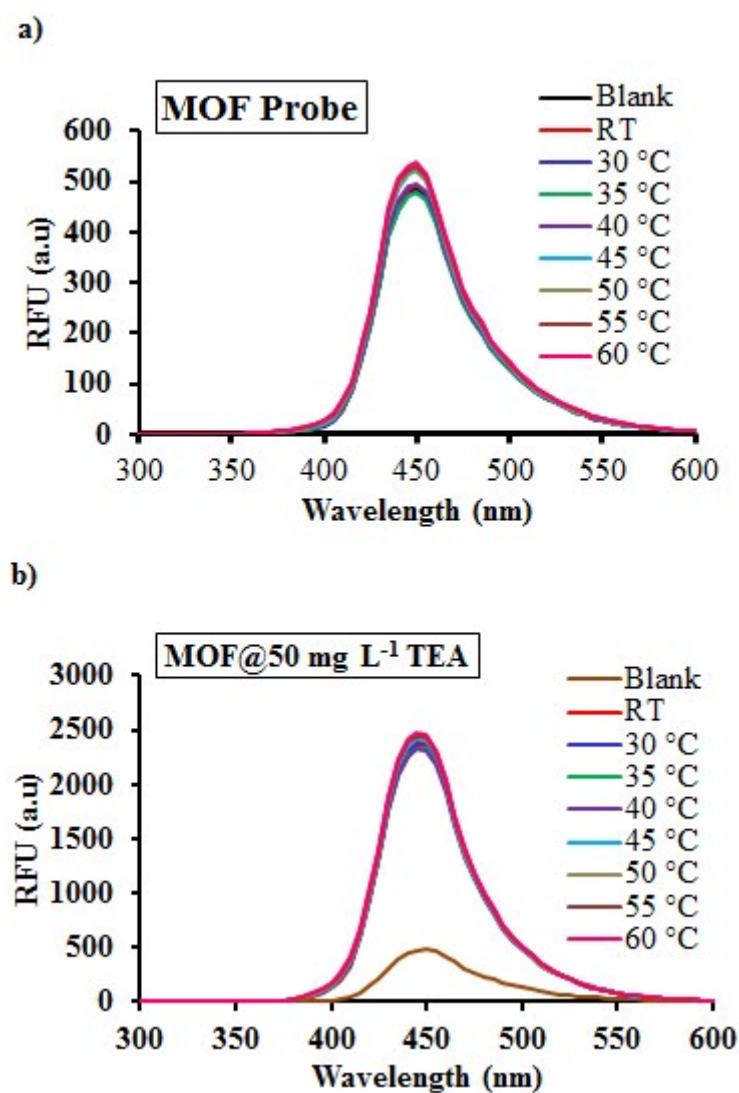 a)
MOF Probe
RFU (a.u)
600
500
400
300
200
100
0
300 350 400 450 500 550 600
Wavelength (nm)
Blank
RT
30 °C
35 °C
40 °C
45 °C
50 °C
55 °C
60 °C
b)
MOF@50 mg L-1 TEA
RFU (a.u)
3000
2500
2000
1500
1000
500
0
300 350 400 450 500 550 600
Wavelength (nm)
Blank
RT
30 °C
35 °C
40 °C
45 °C
50 °C
55 °C
60 °C